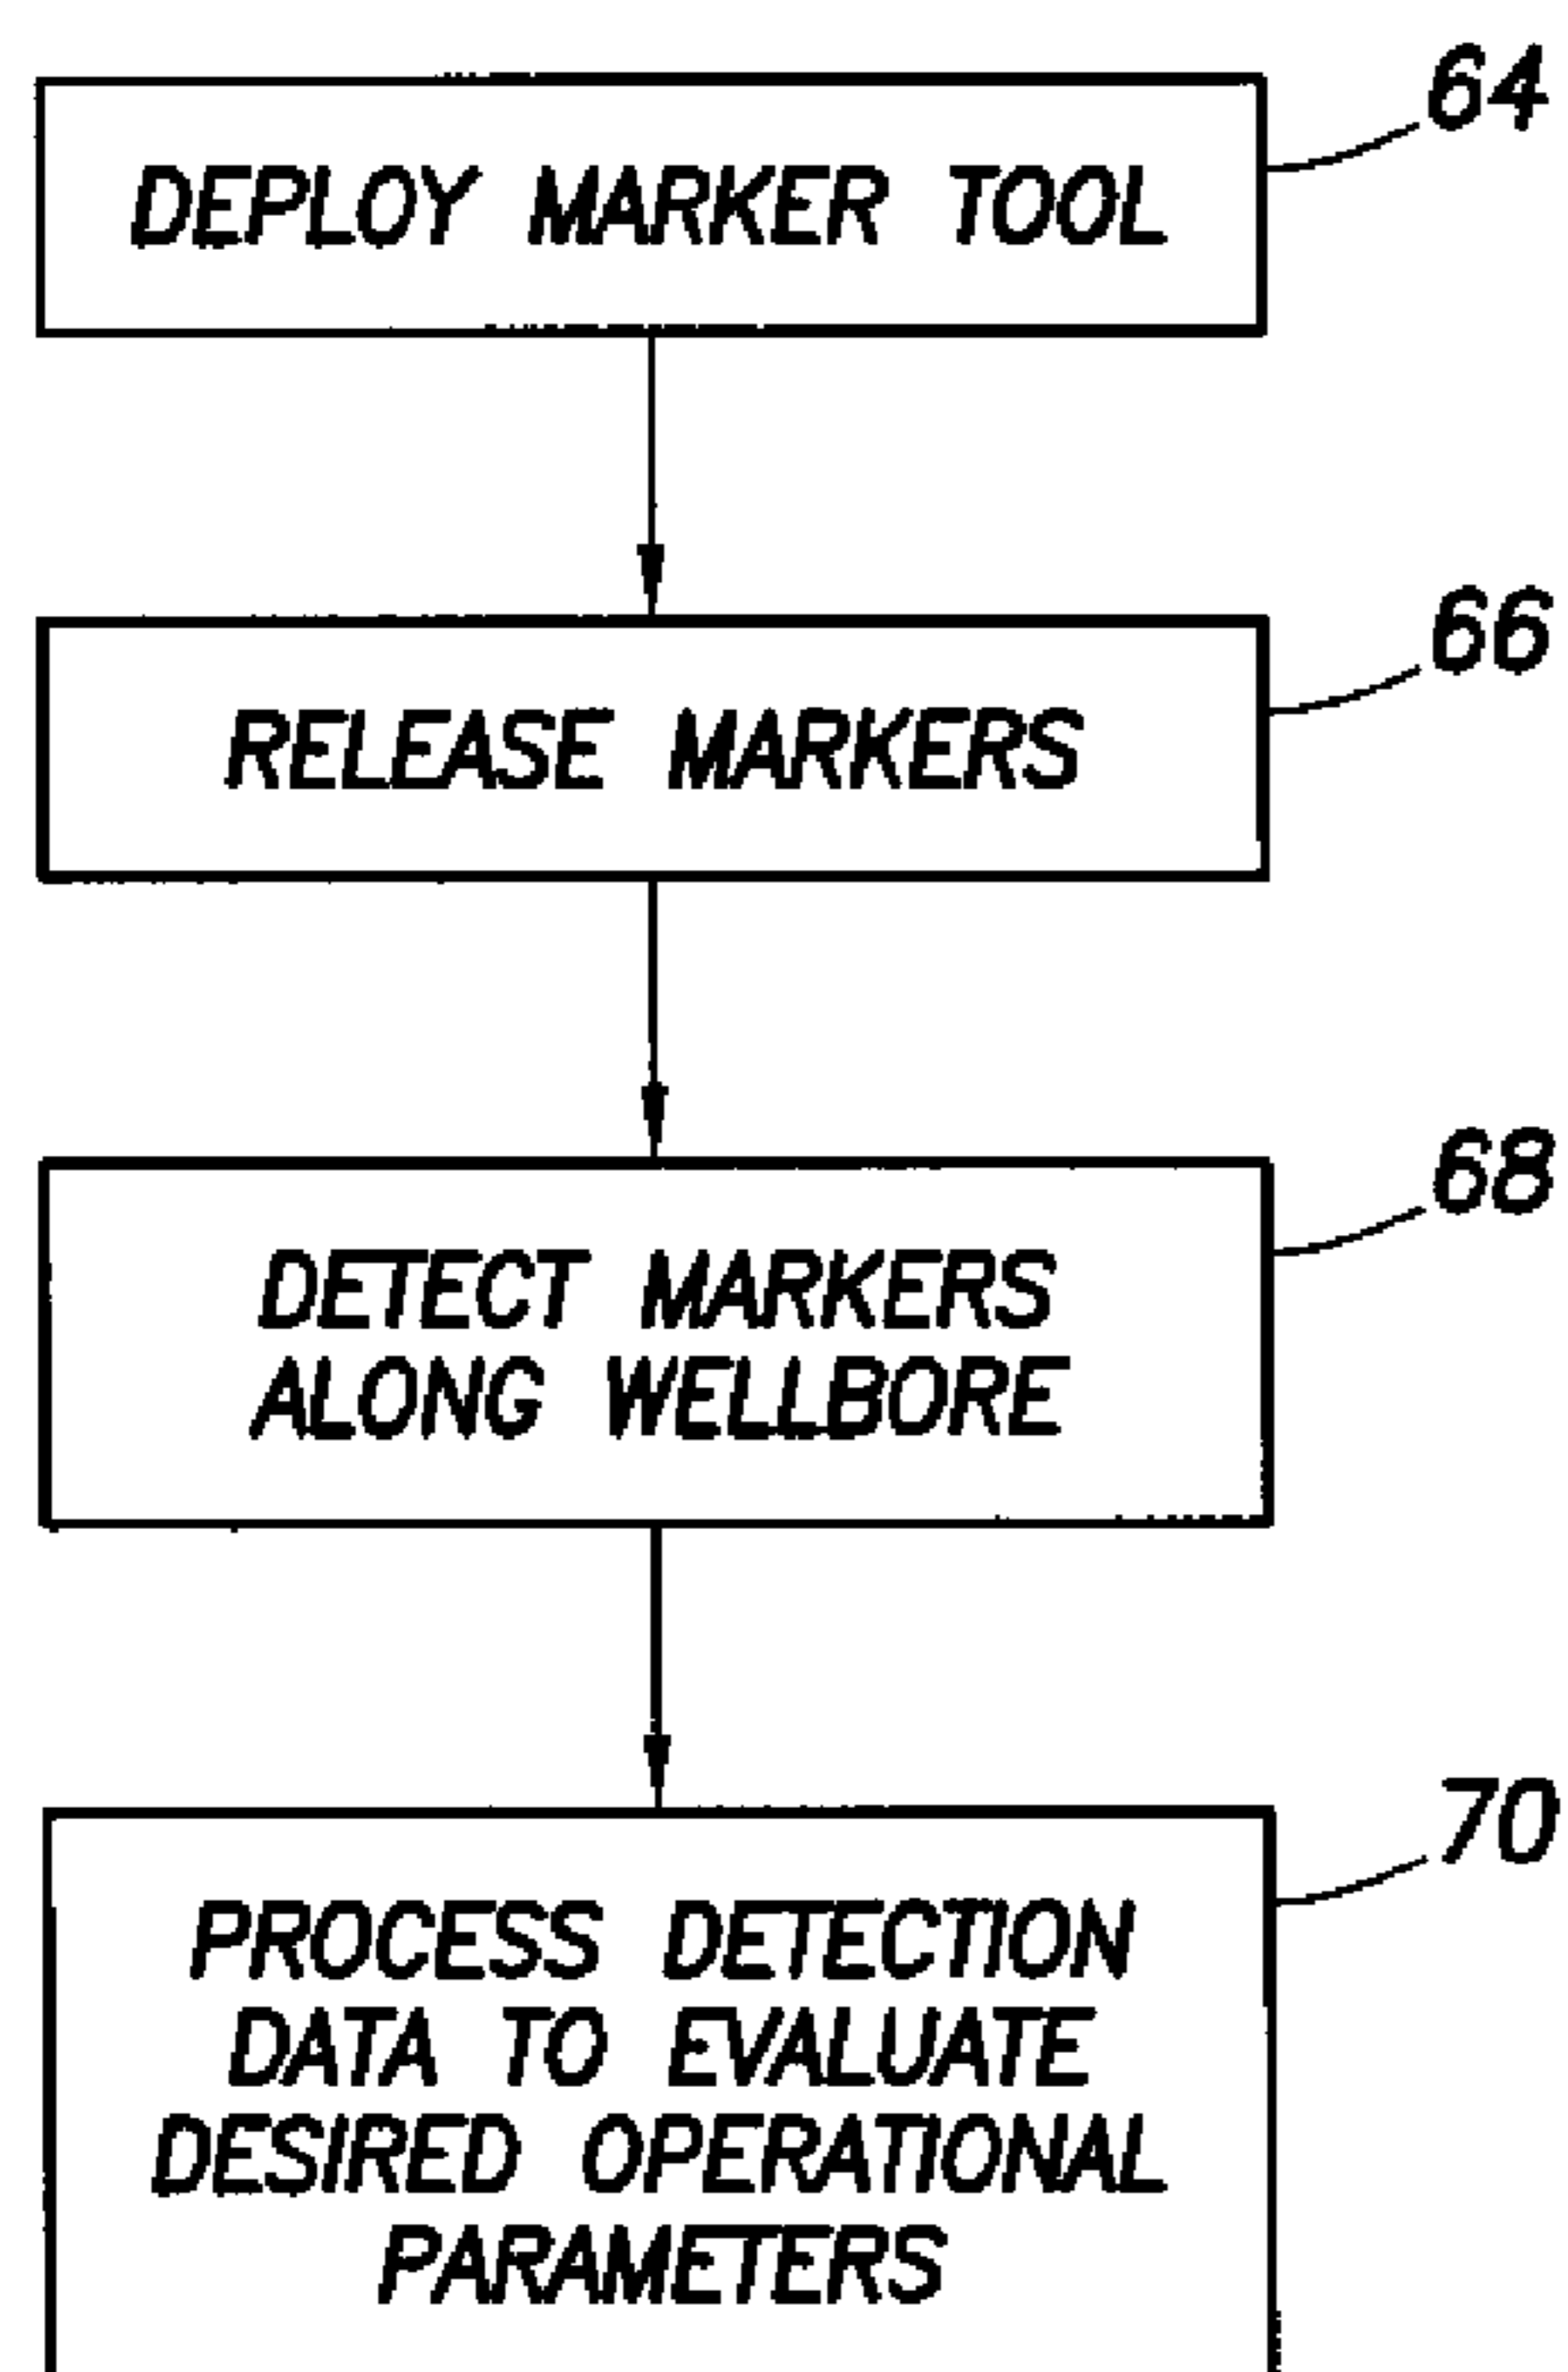 64
DEPLOY MARKER TOOL
66
RELEASE MARKERS
68
DETECT MARKERS
ALONG WELLBORE
70
PROCESS DETECTION
DATA TO EVALUATE
DESIRED OPERATIONAL
PARAMETERS